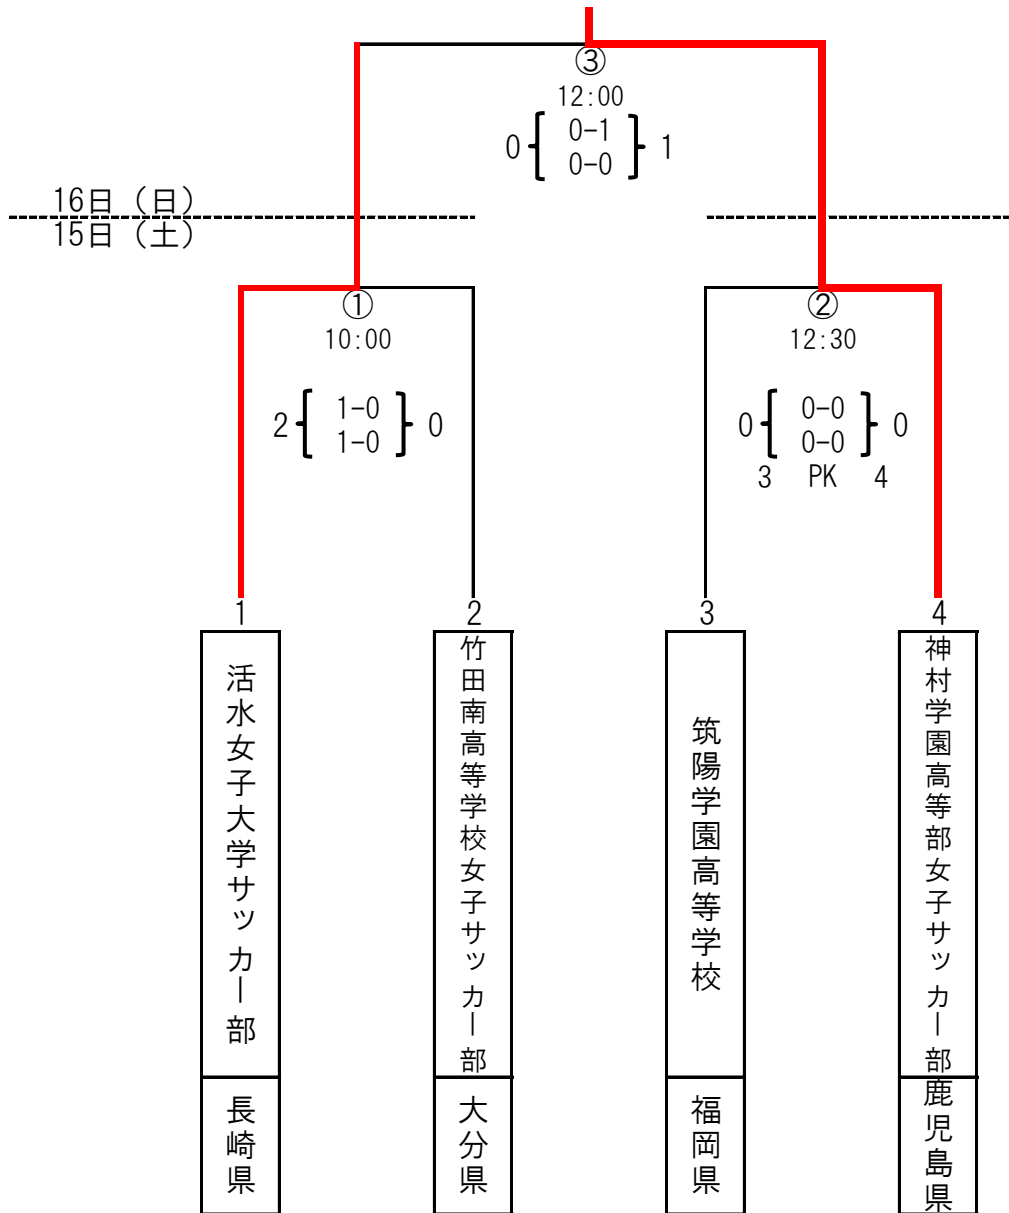 ③
12:00
0-1
0 { } 1
0-0
16日（日）
15日（土）
① ②
10:00 12:30
1-0 0-0
2 { } 0 0 { } 0
1-0 0-0
3 PK 4
1 2 3 4
活水女子大学サッカー部
長崎県
竹田南高等学校女子サッカー部
大分県
筑陽学園高等学校
福岡県
神村学園高等部女子サッカー部
鹿児島県